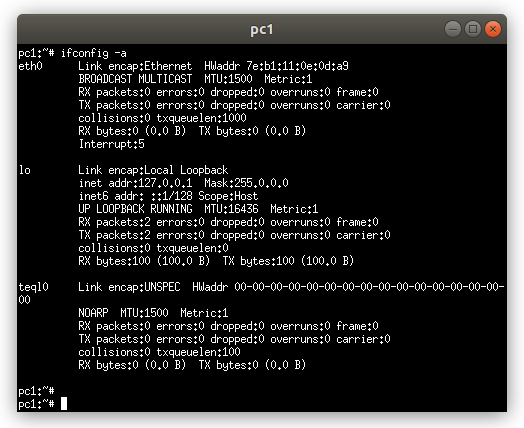 pc1
pc1:~# ifconfig -a
eth0 Link encap:Ethernet HWaddr 7e:b1:11:0e:0d:a9
BROADCAST MULTICAST MTU:1500 Metric:1
RX packets:0 errors:0 dropped:0 overruns:0 frame:0
TX packets:0 errors:0 dropped:0 overruns:0 carrier:0
collisions:0 txqueuelen:1000
RX bytes:0 (0.0 B) TX bytes:0 (0.0 B)
Interrupt:5
lo Link encap:Local Loopback
inet addr:127.0.0.1 Mask:255.0.0.0
inet6 addr: ::1/128 Scope:Host
UP LOOPBACK RUNNING MTU:16436 Metric:1
RX packets:2 errors:0 dropped:0 overruns:0 frame:0
TX packets:2 errors:0 dropped:0 overruns:0 carrier:0
collisions:0 txqueuelen:0
RX bytes:100 (100.0 B) TX bytes:100 (100.0 B)
teql0 Link encap:UNSPEC HWaddr 00-00-00-00-00-00-00-00-00-00-00-00-00-00-00-
00
NOARP MTU:1500 Metric:1
RX packets:0 errors:0 dropped:0 overruns:0 frame:0
TX packets:0 errors:0 dropped:0 overruns:0 carrier:0
collisions:0 txqueuelen:100
RX bytes:0 (0.0 B) TX bytes:0 (0.0 B)
pc1:~#
pc1:~#